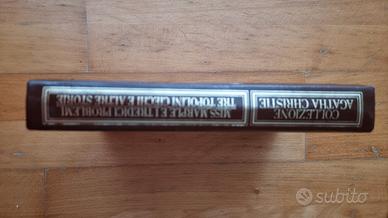 COLLEZIONE
AGATHA CHRISTIE
MISS MARPLE E I TREDICI PROBLEMI
TRE TOPOLINI CIECHI E ALTRE STORIE
subito